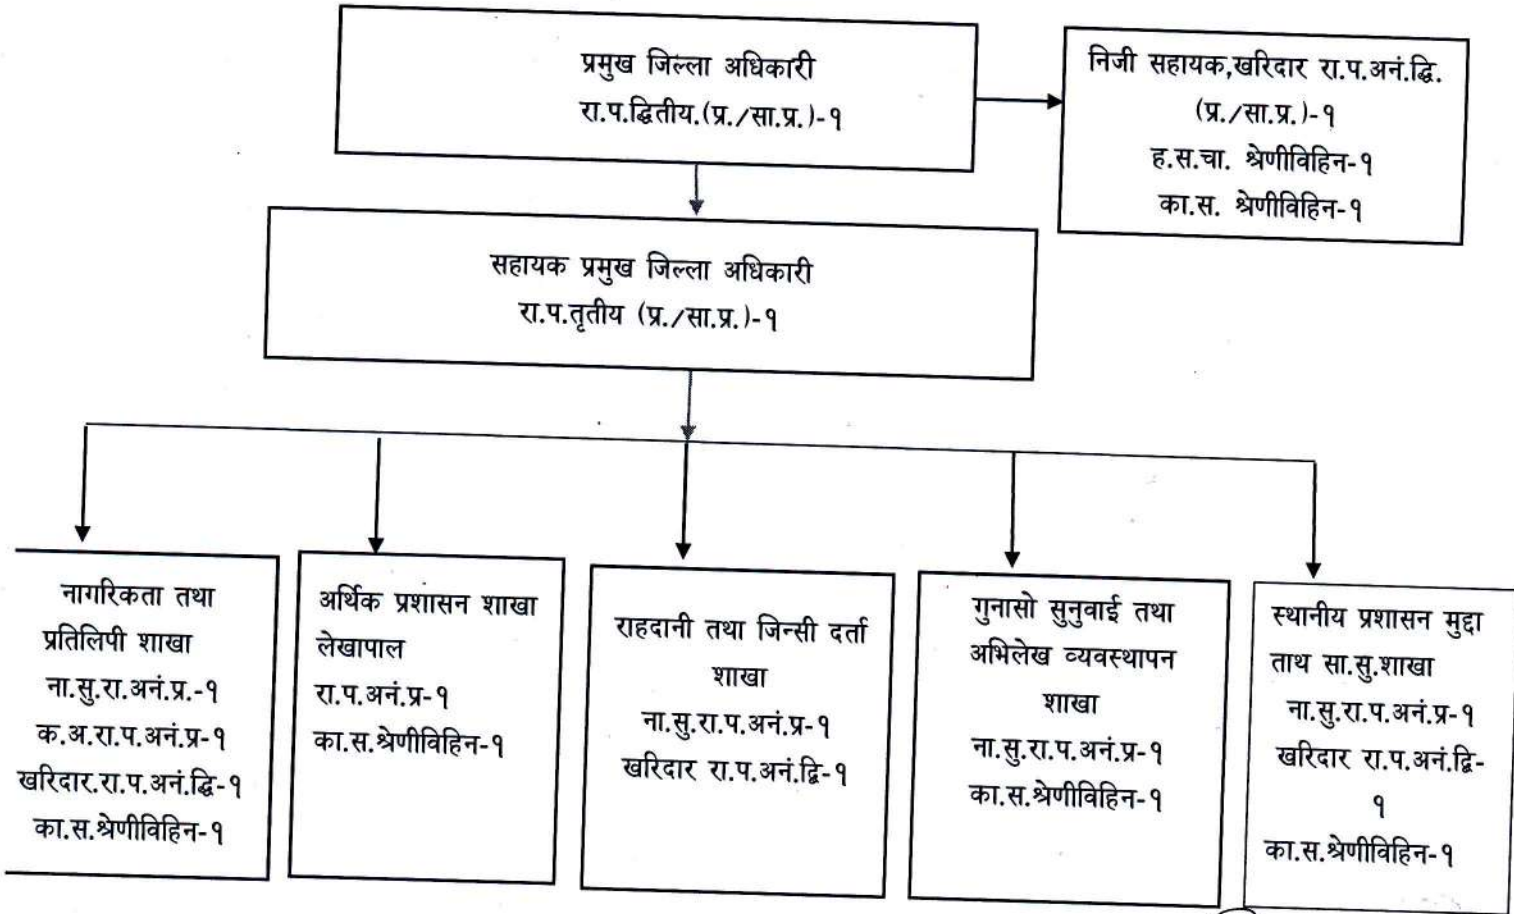 प्रमुख जिल्ला अधिकारी
रा.प.द्वितीय.(प्र./सा.प्र.)-१
निजी सहायक,खरिदार रा.प.अनं.द्वि.
(प्र./सा.प्र.)-१
ह.स.चा. श्रेणीविहिन-१
का.स. श्रेणीविहिन-१
सहायक प्रमुख जिल्ला अधिकारी
रा.प.तृतीय (प्र./सा.प्र.)-१
नागरिकता तथा
प्रतिलिपी शाखा
ना.सु.रा.अनं.प्र.-१
क.अ.रा.प.अनं.प्र-१
खरिदार.रा.प.अनं.द्वि-१
का.स.श्रेणीविहिन-१
अर्थिक प्रशासन शाखा
लेखापाल
रा.प.अनं.प्र-१
का.स.श्रेणीविहिन-१
राहदानी तथा जिन्सी दर्ता
शाखा
ना.सु.रा.प.अनं.प्र-१
खरिदार रा.प.अनं.द्वि-१
गुनासो सुनुवाई तथा
अभिलेख व्यवस्थापन
शाखा
ना.सु.रा.प.अनं.प्र-१
का.स.श्रेणीविहिन-१
स्थानीय प्रशासन मुद्दा
ताथ सा.सु.शाखा
ना.सु.रा.प.अनं.प्र-१
खरिदार रा.प.अनं.द्वि-
१
का.स.श्रेणीविहिन-१